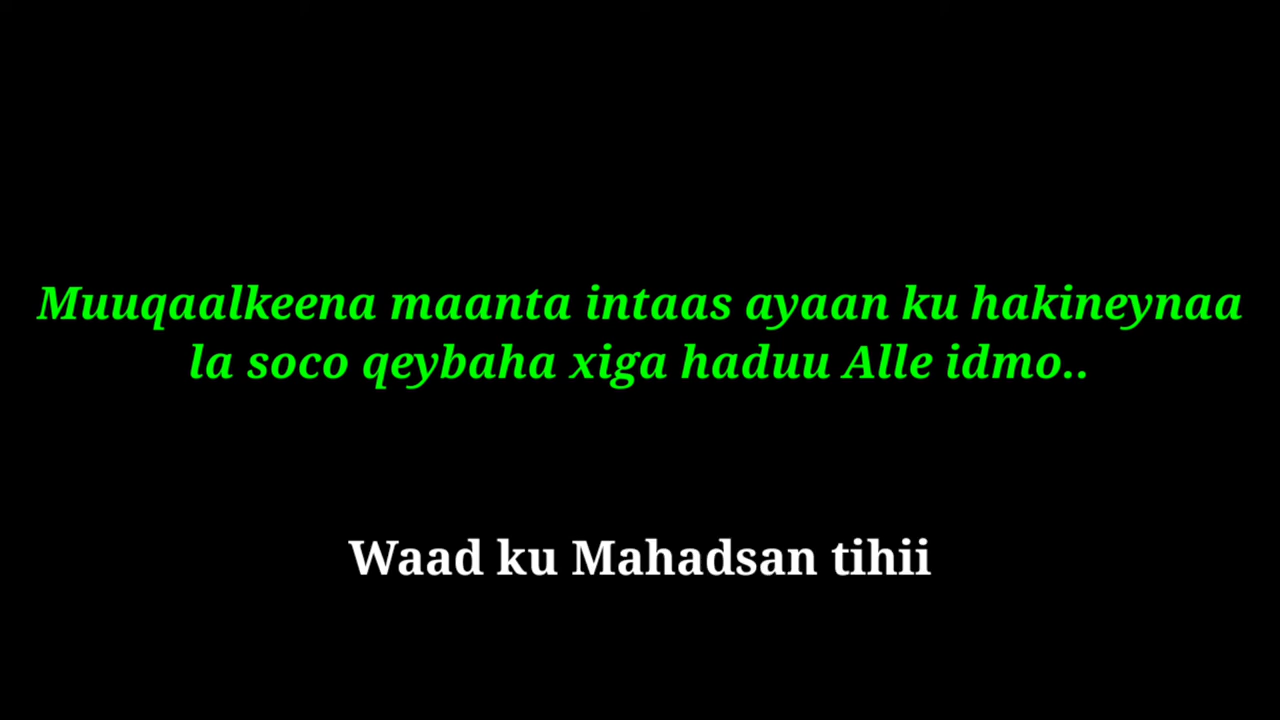 Muuqaalkeena maanta intaas ayaan ku hakineynaa
la soco qeybaha xiga haduu Alle idmo..
Waad ku Mahadsan tihii